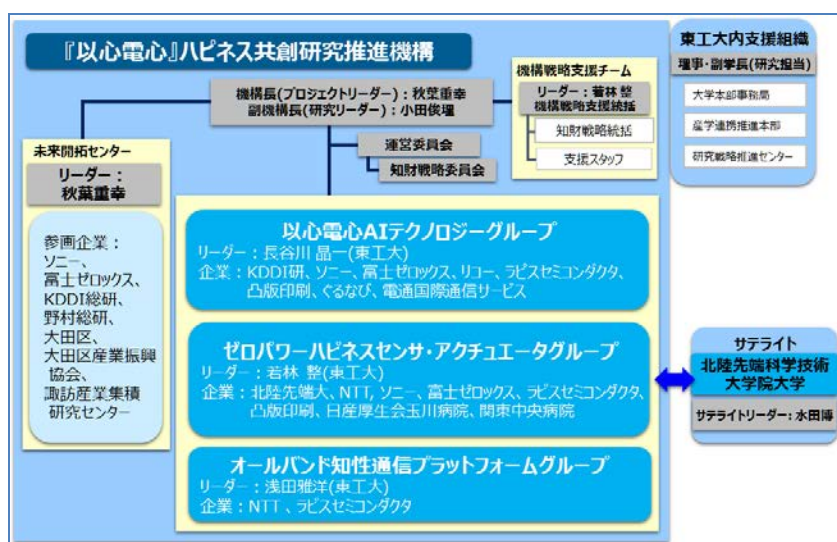 『以心電心』ハピネス共創研究推進機構
機構長(プロジェクトリーダー)：秋葉重幸
副機構長(研究リーダー)：小田俊理
運営委員会
知財戦略委員会
機構戦略支援チーム
リーダー：若林 整
機構戦略支援統括
知財戦略統括
支援スタッフ
東工大内支援組織
理事・副学長(研究担当)
大学本部事務局
産学連携推進本部
研究戦略推進センター
未来開拓センター
リーダー：
秋葉重幸
参画企業：
ソニー、
富士ゼロックス、
KDDI総研、
野村総研、
大田区、
大田区産業振興
協会、
諏訪産業集積
研究センター
以心電心AIテクノロジーグループ
リーダー：長谷川 晶一(東工大)
企業：KDDI研、ソニー、富士ゼロックス、リコー、ラピスセミコンダクタ、
凸版印刷、ぐるなび、電通国際通信サービス
ゼロパワーハピネスセンサ・アクチュエータグループ
リーダー：若林 整(東工大)
企業：北陸先端大、NTT, ソニー、富士ゼロックス、ラピスセミコンダクタ、
凸版印刷、日産厚生会玉川病院、関東中央病院
オールバンド知性通信プラットフォームグループ
リーダー：浅田雅洋(東工大)
企業：NTT 、ラピスセミコンダクタ
サテライト
北陸先端科学技術
大学院大学
サテライトリーダー：水田博